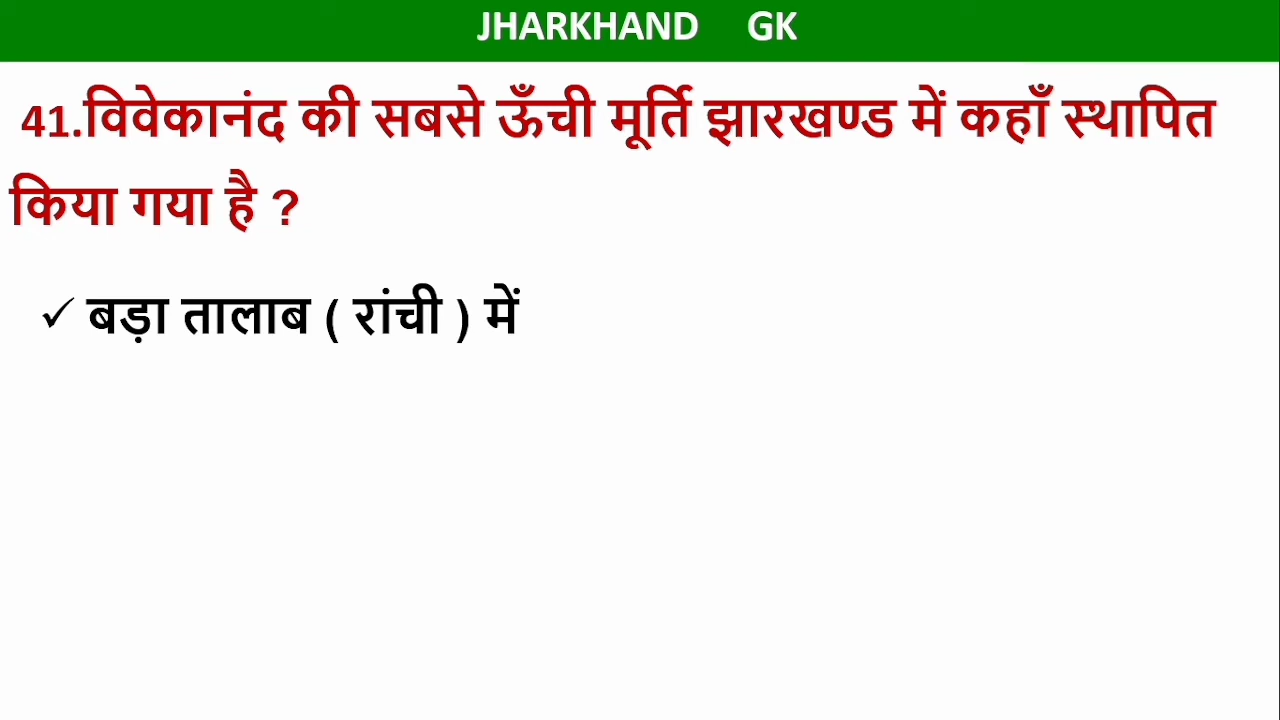 JHARKHAND GK
41.विवेकानंद की सबसे ऊँची मूर्ति झारखण्ड में कहाँ स्थापित
किया गया है ?
✓ बड़ा तालाब ( रांची ) में